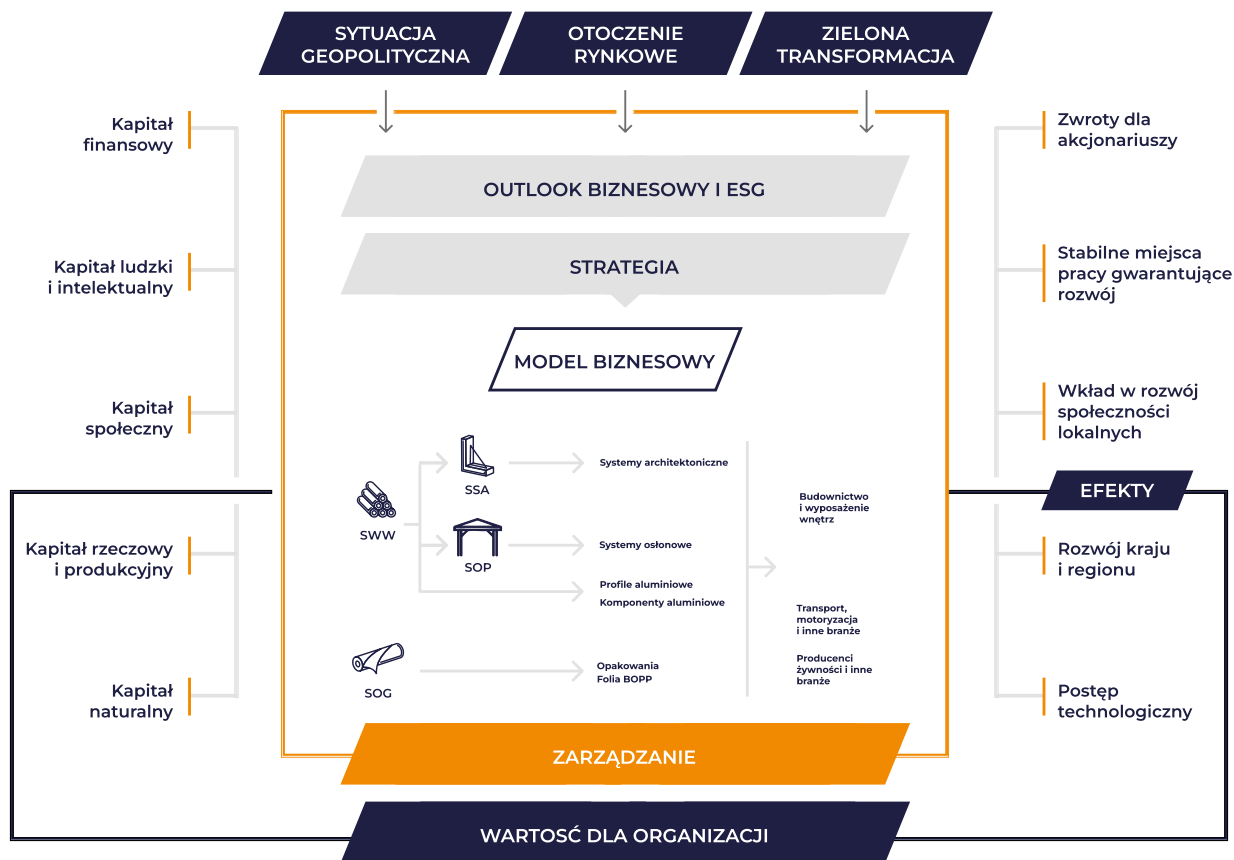 SYTUACJA
GEOPOLITYCZNA
OTOCZENIE
RYNKOWE
ZIELONA
TRANSFORMACJA
Kapitał
finansowy
Kapitał ludzki
i intelektualny
Kapitał
społeczny
Kapitał rzeczowy
i produkcyjny
Kapitał
naturalny
OUTLOOK BIZNESOWY I ESG
STRATEGIA
MODEL BIZNESOWY
SWW
SSA
SOP
SOG
Systemy architektoniczne
Systemy osłonowe
Profile aluminiowe
Komponenty aluminiowe
Opakowania
Folia BOPP
Budownictwo
i wyposażenie
wnętrz
Transport,
motoryzacja
i inne branże
Producenci
żywności i inne
branże
ZARZĄDZANIE
WARTOSĆ DLA ORGANIZACJI
Zwroty dla
akcjonariuszy
Stabilne miejsca
pracy gwarantujące
rozwój
Wkład w rozwój
społeczności
lokalnych
EFEKTY
Rozwój kraju
i regionu
Postęp
technologiczny